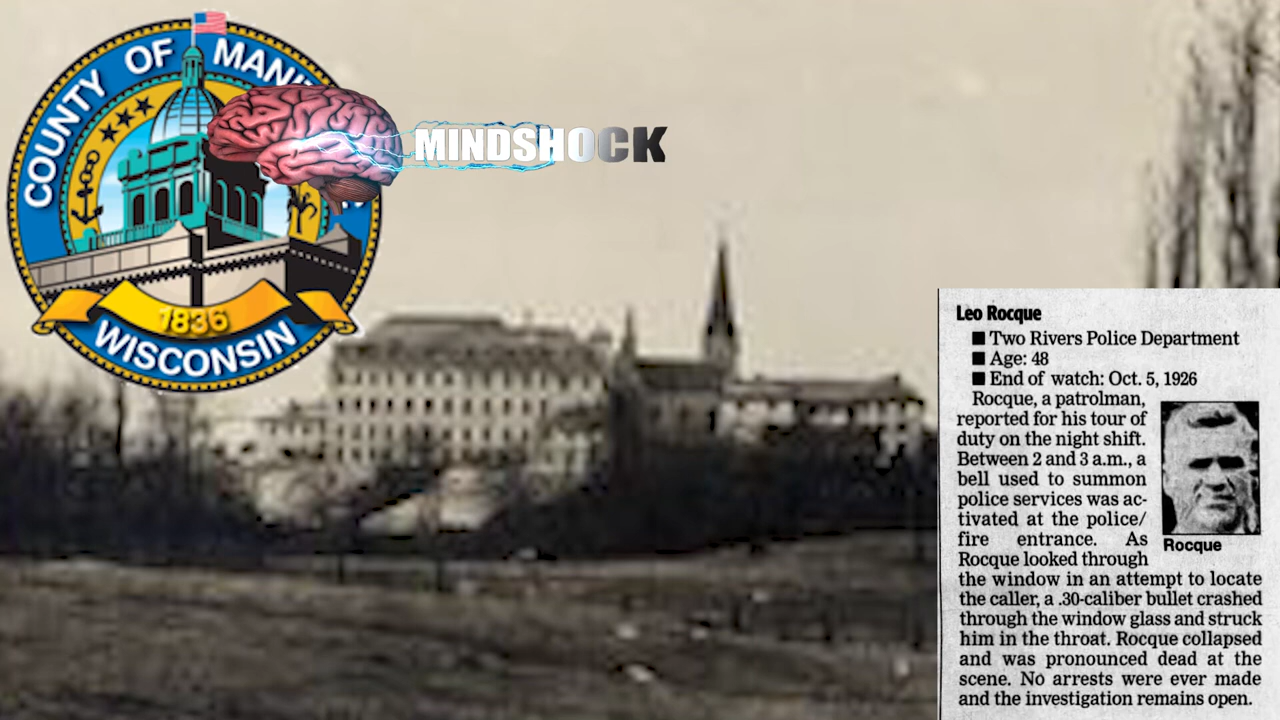 COUNTY OF
1836
WISCONSIN
MINDSHOCK
Leo Rocque
■ Two Rivers Police Department
■ Age: 48
■ End of watch: Oct. 5, 1926
Rocque, a patrolman,
reported for his tour of
duty on the night shift.
Between 2 and 3 a.m., a
bell used to summon
police services was ac-
tivated at the police/
fire entrance. As
Rocque looked through
the window in an attempt to locate
the caller, a .30-caliber bullet crashed
through the window glass and struck
him in the throat. Rocque collapsed
and was pronounced dead at the
scene. No arrests were ever made
and the investigation remains open.
Rocque